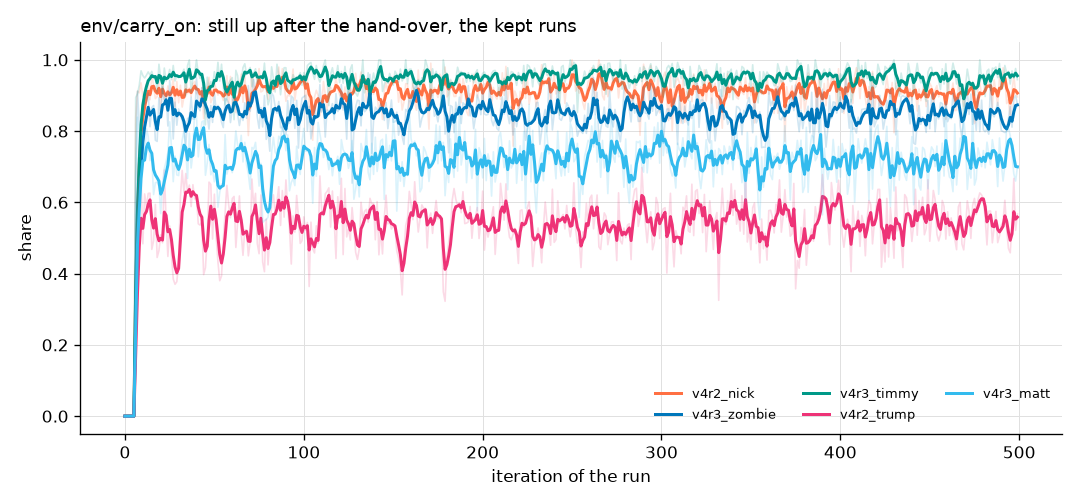 env/carry_on: still up after the hand-over, the kept runs
1.0
0.8
0.6
0.4
0.2
0.0
share
0 100 200 300 400 500
iteration of the run
v4r2_nick v4r3_timmy v4r3_matt
v4r3_zombie v4r2_trump